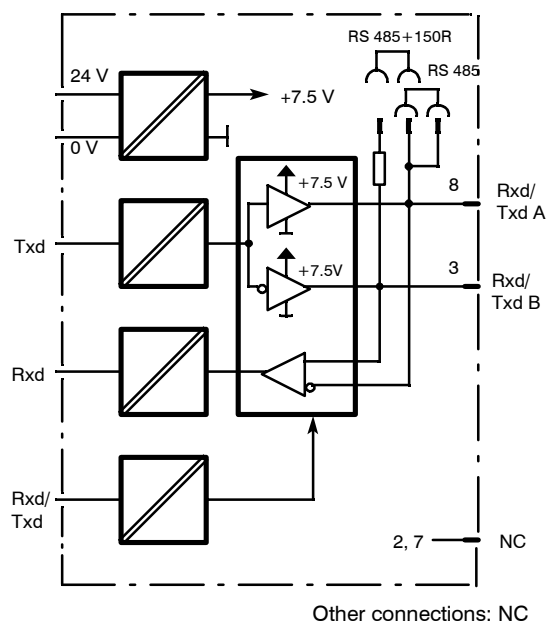 RS 485+150R
RS 485
24 V
+7.5 V
0 V
+7.5 V
8
Rxd/
Txd A
Txd
+7.5V
3
Rxd/
Txd B
Rxd
Rxd/
Txd
2, 7
NC
Other connections: NC